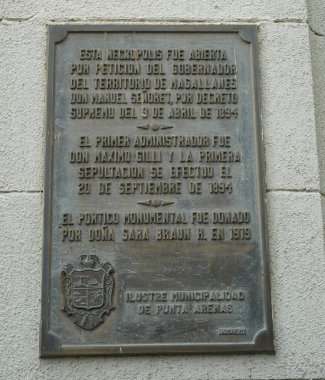 ESTA NECROPOLIS FUE ABIERTA
POR PETICION DEL GOBERNADOR
DEL TERRITORIO DE MAGALLANES
DON MANUEL SEÑORET, POR DECRETO
SUPREMO DEL 9 DE ABRIL DE 1894
EL PRIMER ADMINISTRADOR FUE
DON MAXIMO GILLI Y LA PRIMERA
SEPULTACION SE EFECTUO EL
20 DE SEPTIEMBRE DE 1894
EL PORTICO MONUMENTAL FUE DONADO
POR DOÑA SARA BRAUN H. EN 1919
ILUSTRE MUNICIPALIDAD
DE PUNTA ARENAS